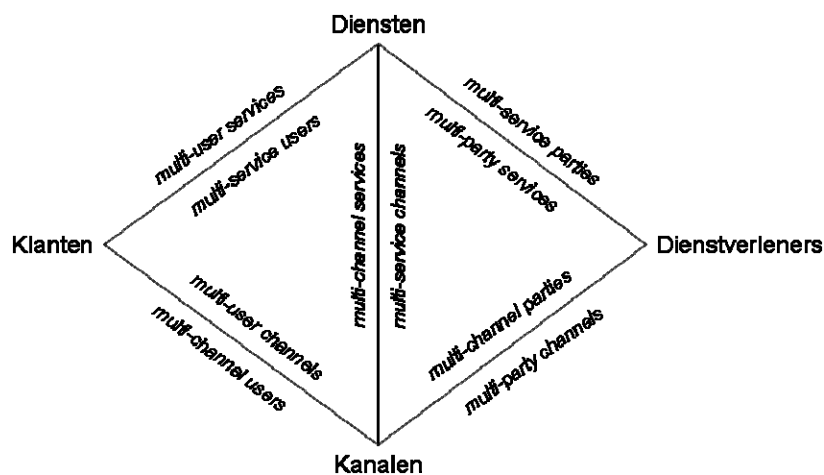 Diensten
multi-user services
multi-service users
multi-service parties
multi-party services
multi-channel services
multi-service channels
Klanten
Dienstverleners
multi-user channels
multi-channel users
multi-channel parties
multi-party channels
Kanalen